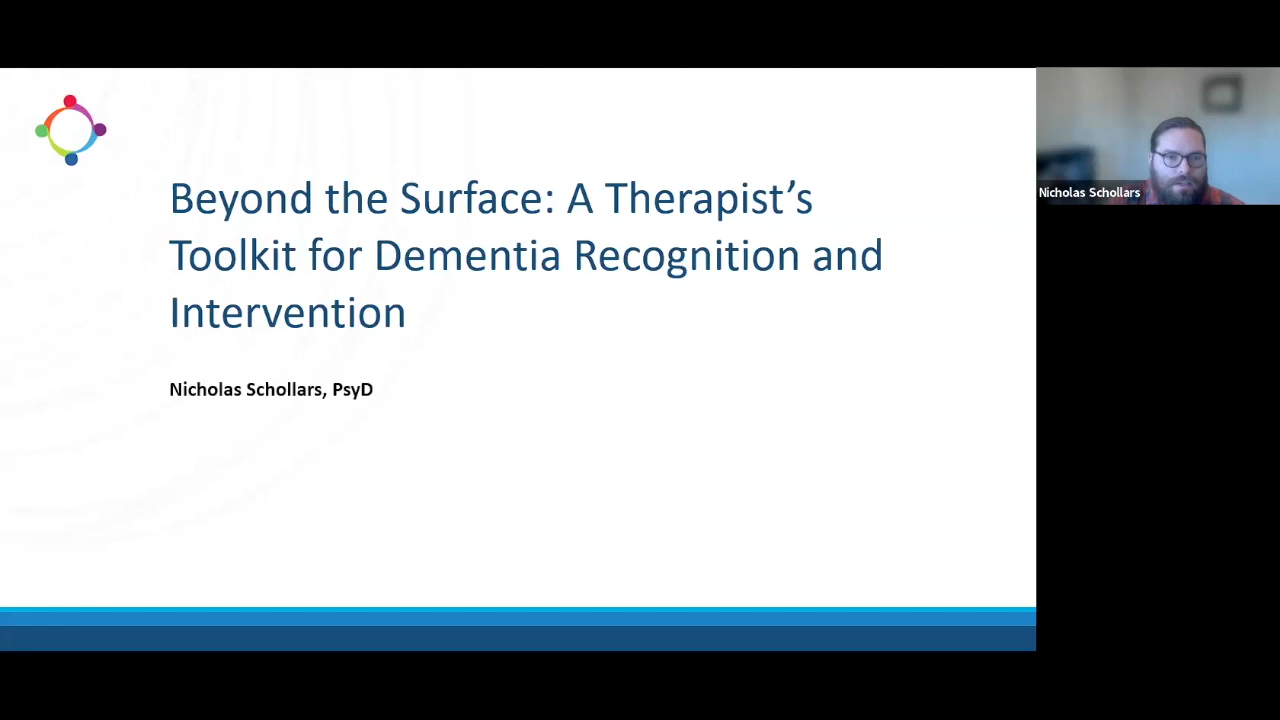 Beyond the Surface: A Therapist’s
Toolkit for Dementia Recognition and
Intervention
Nicholas Schollars, PsyD
Nicholas Schollars